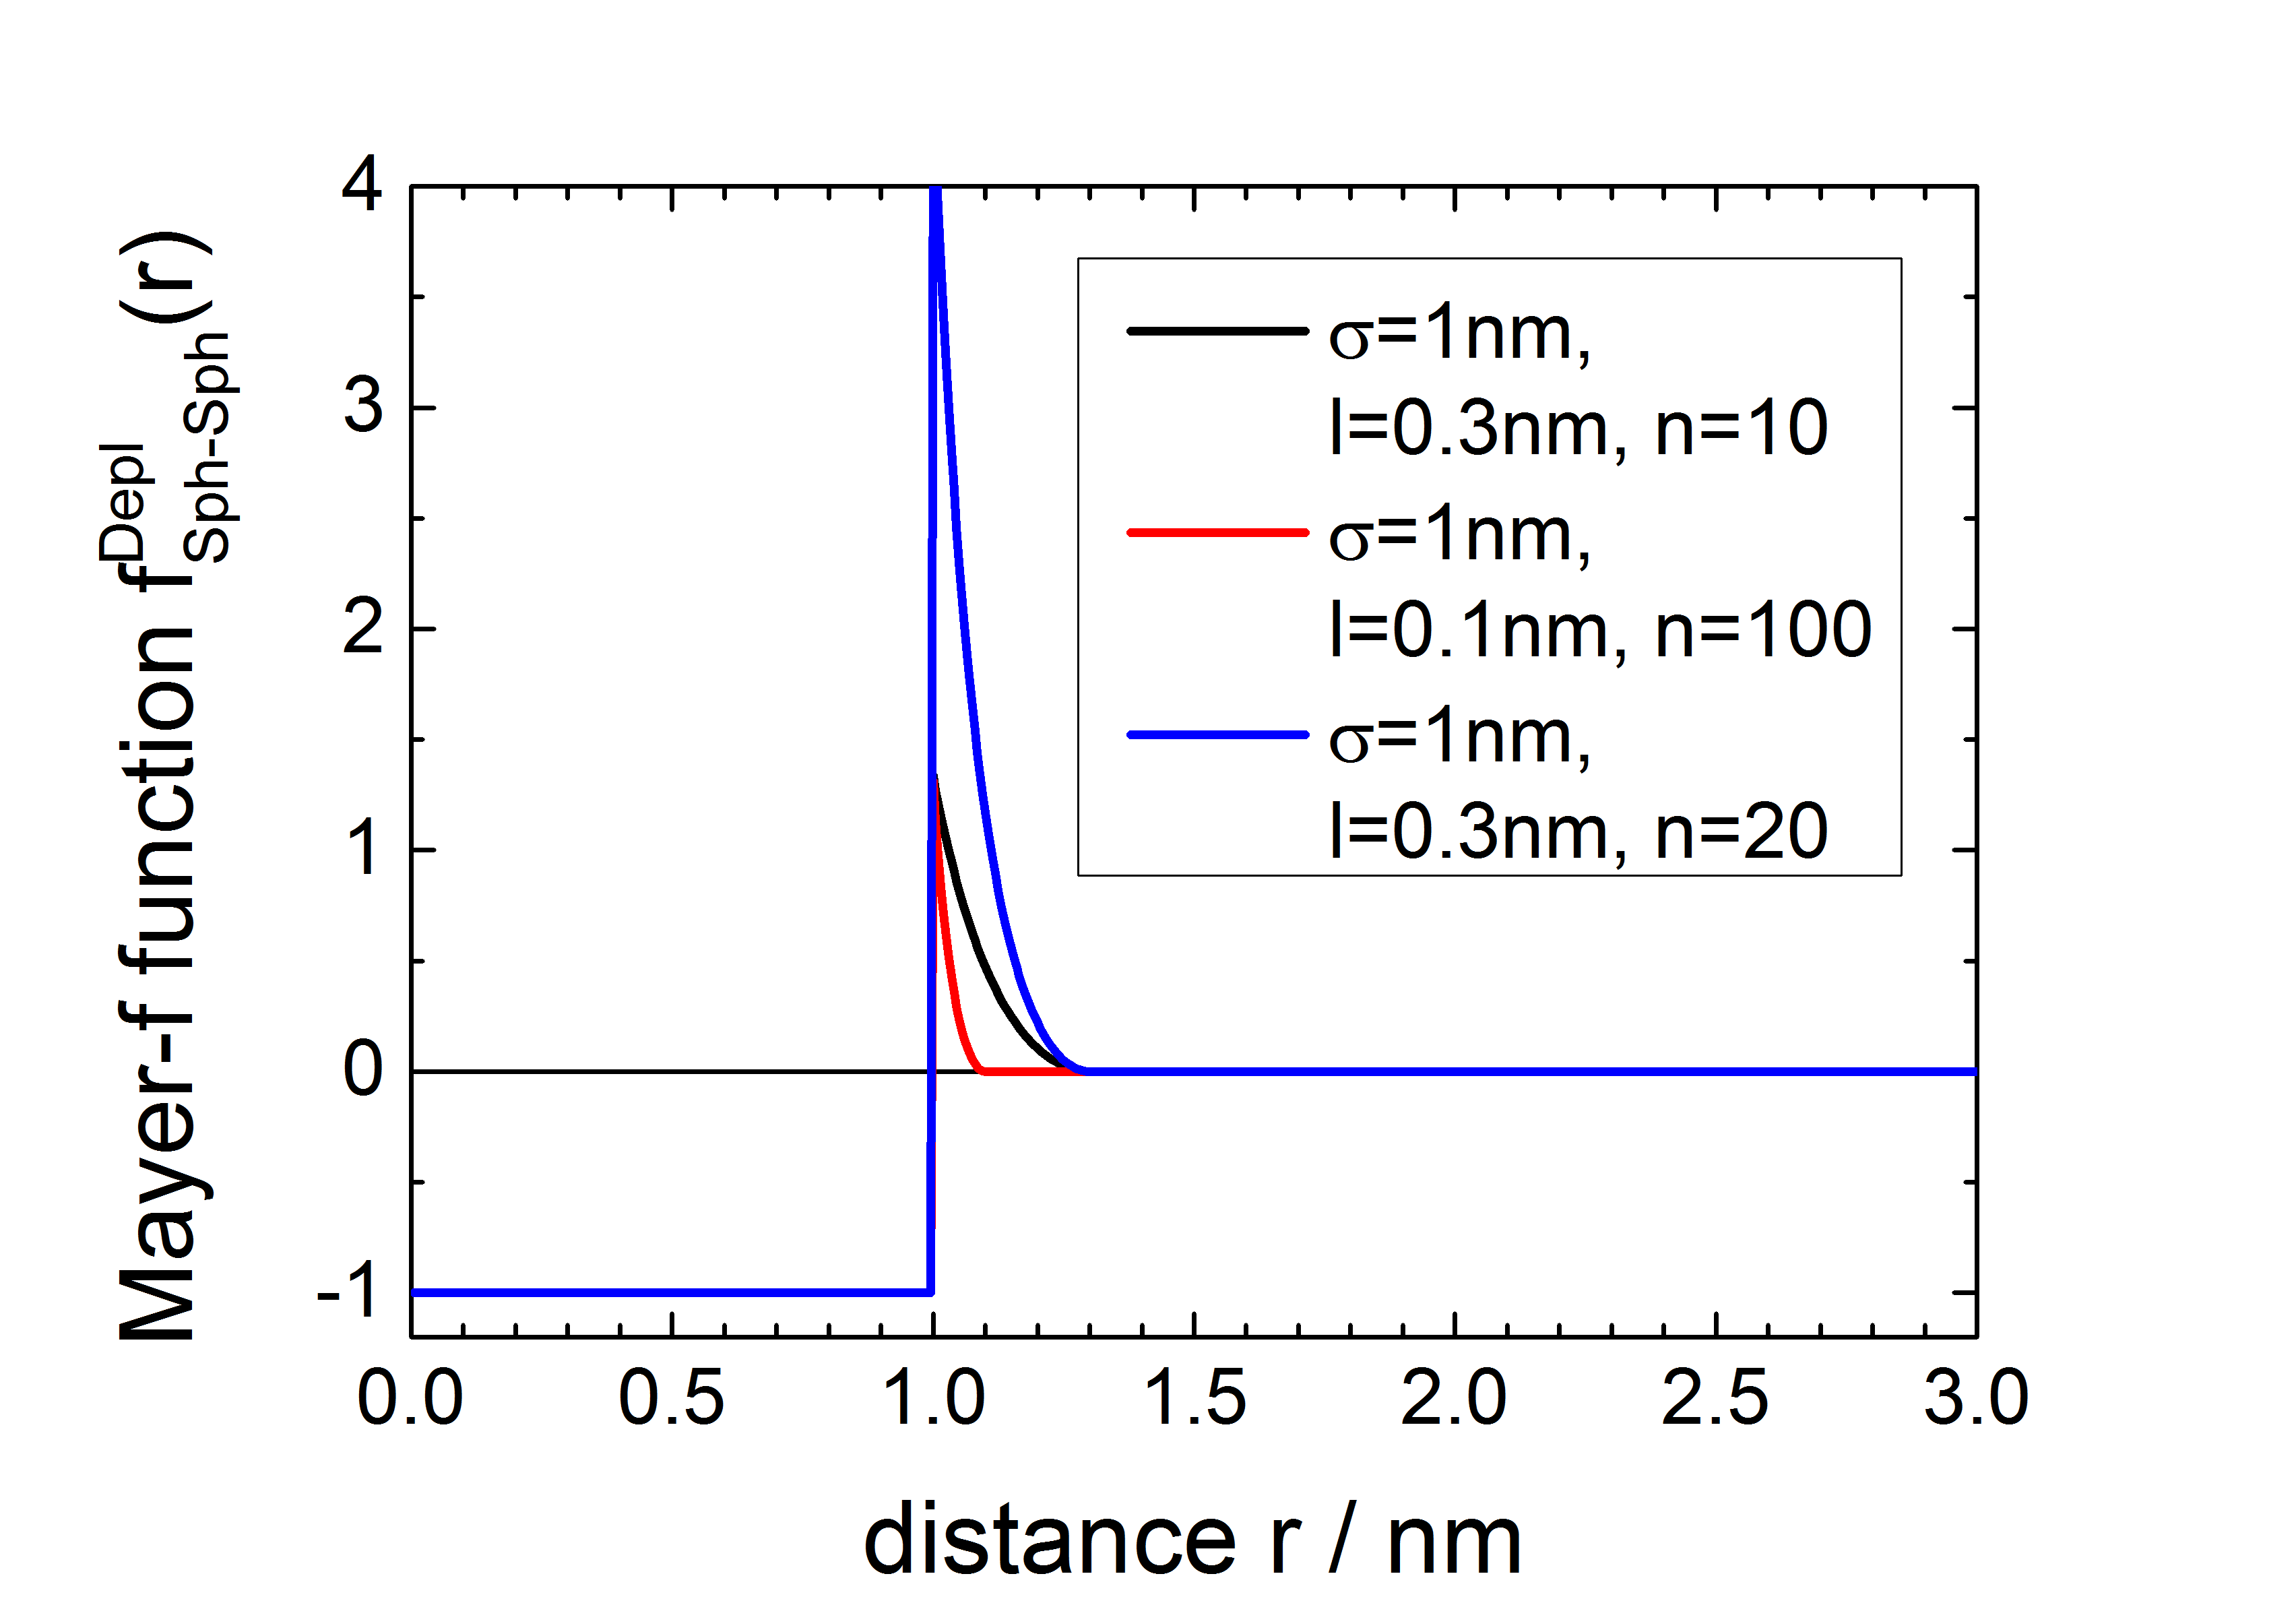 Mayer-f function f^Depl_Sph-Sph (r)
4
3
2
1
0
-1
σ=1nm,
l=0.3nm, n=10
σ=1nm,
l=0.1nm, n=100
σ=1nm,
l=0.3nm, n=20
0.0 0.5 1.0 1.5 2.0 2.5 3.0
distance r / nm